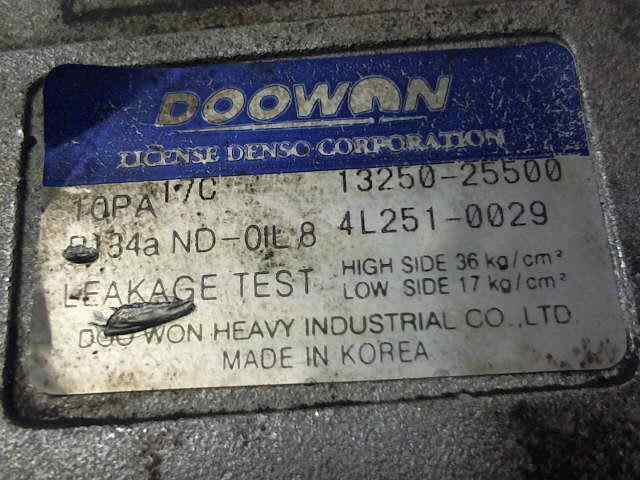 DOOWON
LICENSE DENSO CORPORATION
10PA17C 13250-25500
R134a ND-OIL 8 4L251-0029
LEAKAGE TEST HIGH SIDE 36 kg/cm²
LOW SIDE 17 kg/cm²
DOO WON HEAVY INDUSTRIAL CO.,LTD
MADE IN KOREA